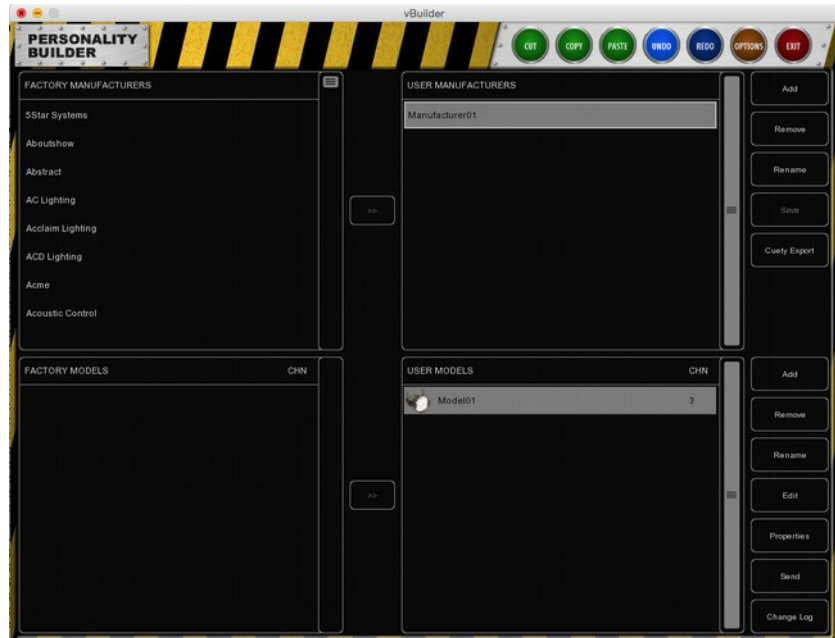 vBuilder
PERSONALITY
BUILDER
CUT
COPY
PASTE
UNDO
REDO
OPTIONS
EXIT
FACTORY MANUFACTURERS
5Star Systems
Aboutshow
Abstract
AC Lighting
Acclaim Lighting
ACD Lighting
Acme
Acoustic Control
>>
USER MANUFACTURERS
Manufacturer01
Add
Remove
Rename
Save
Cuety Export
FACTORY MODELS CHN
>>
USER MODELS CHN
Model01 3
Add
Remove
Rename
Edit
Properties
Send
Change Log